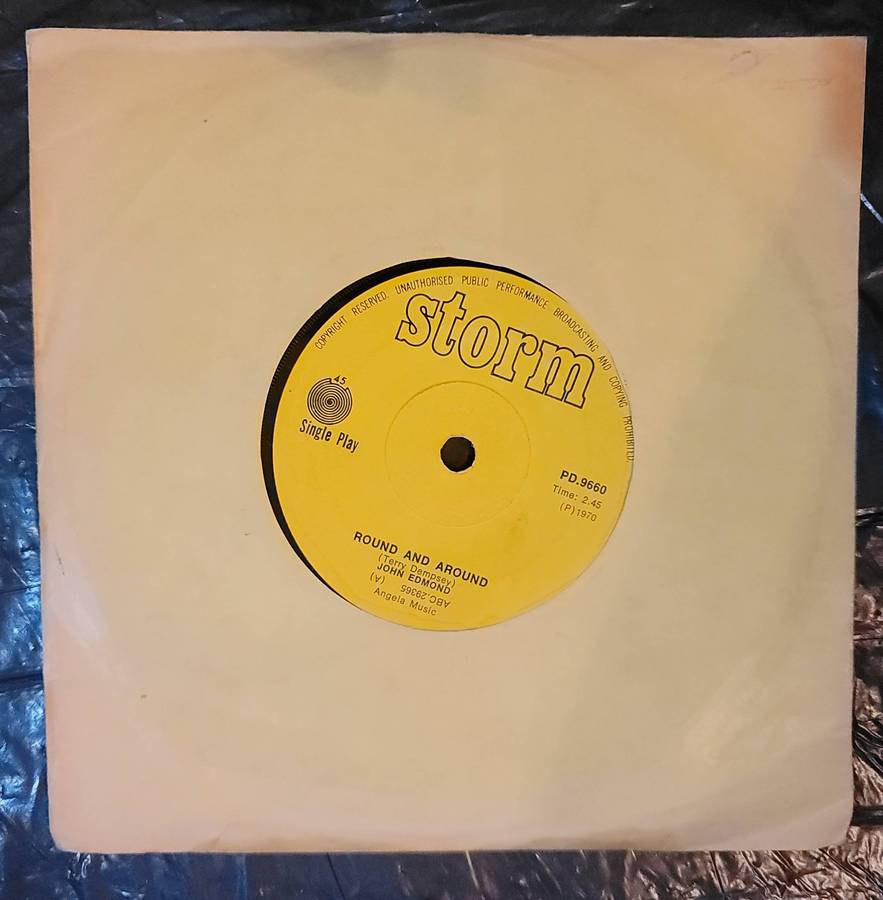 COPYRIGHT RESERVED. UNAUTHORISED PUBLIC PERFORMANCE BROADCASTING AND COPYING PROHIBITED.
storm
45
Single Play
PD.9660
Time: 2.45
(P)1970
ROUND AND AROUND
(Terry Dempsey)
JOHN EDMOND
(A) ABC.29365
Angela Music